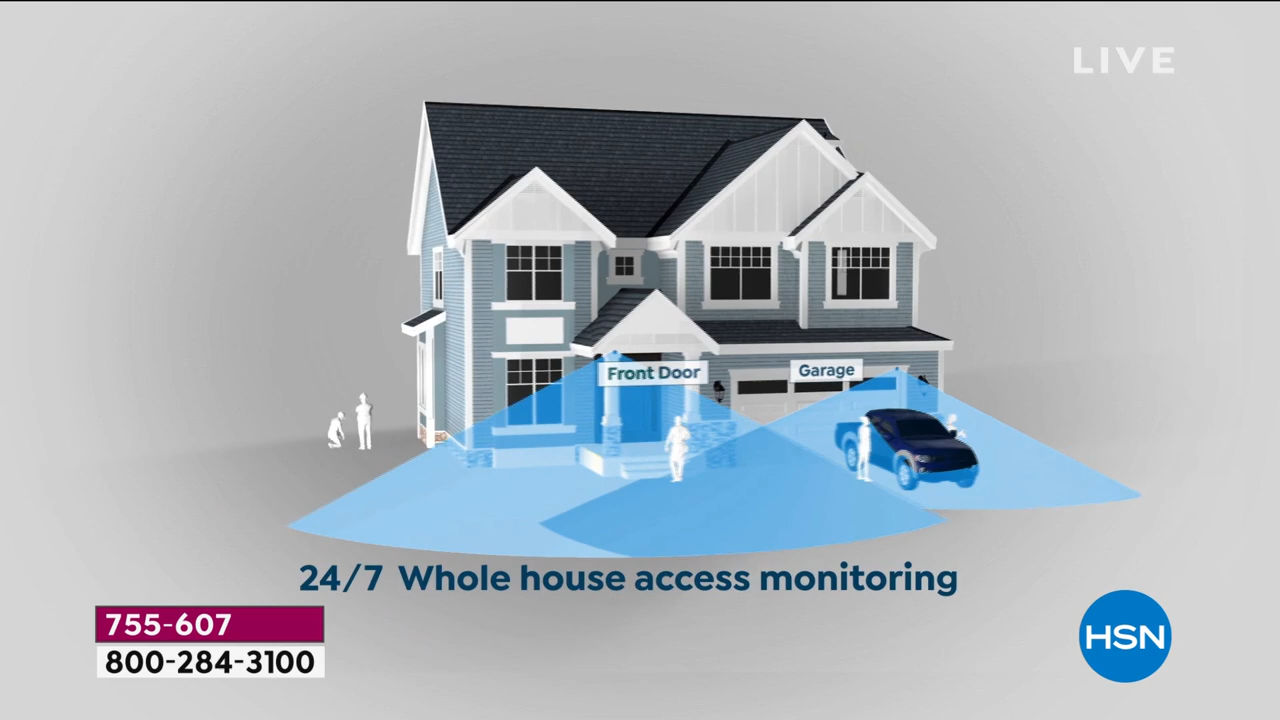 LIVE
Front Door
Garage
24/7 Whole house access monitoring
755-607
800-284-3100
HSN